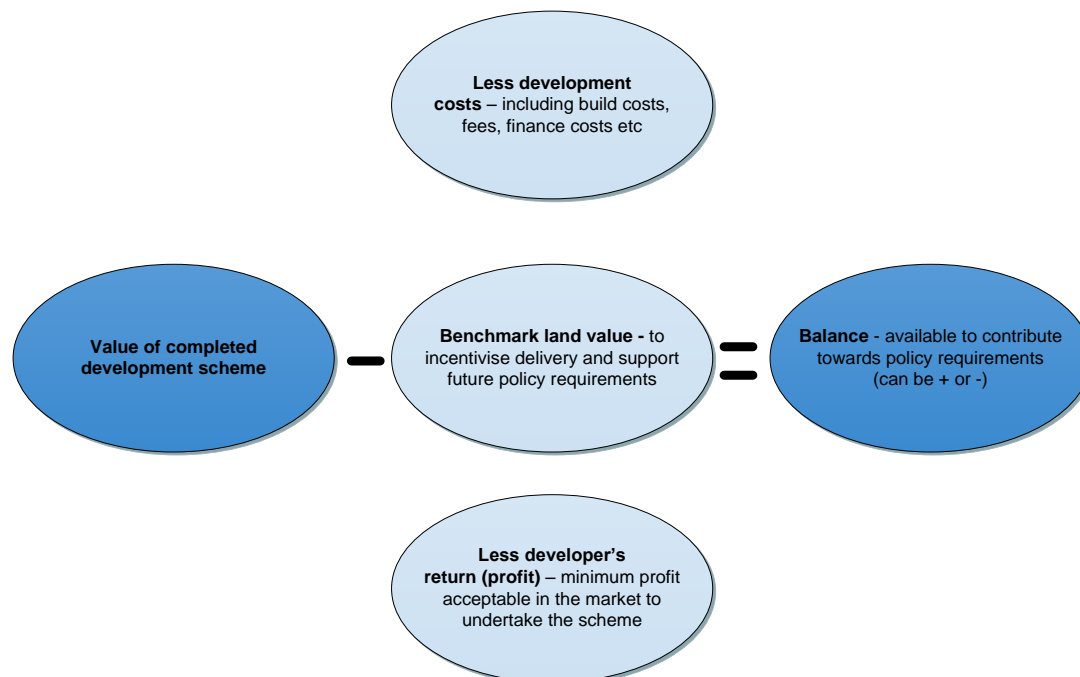 Less development
costs – including build costs,
fees, finance costs etc
Value of completed
development scheme
Benchmark land value - to
incentivise delivery and support
future policy requirements
Balance - available to contribute
towards policy requirements
(can be + or -)
Less developer’s
return (profit) – minimum profit
acceptable in the market to
undertake the scheme